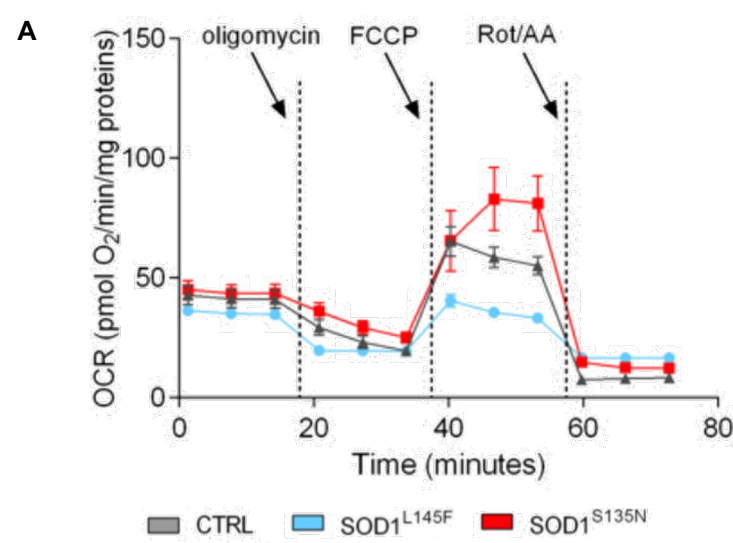 A
oligomycin FCCP Rot/AA
OCR (pmol O2/min/mg proteins)
150
100
50
0
0 20 40 60 80
Time (minutes)
CTRL SOD1L145F SOD1S135N